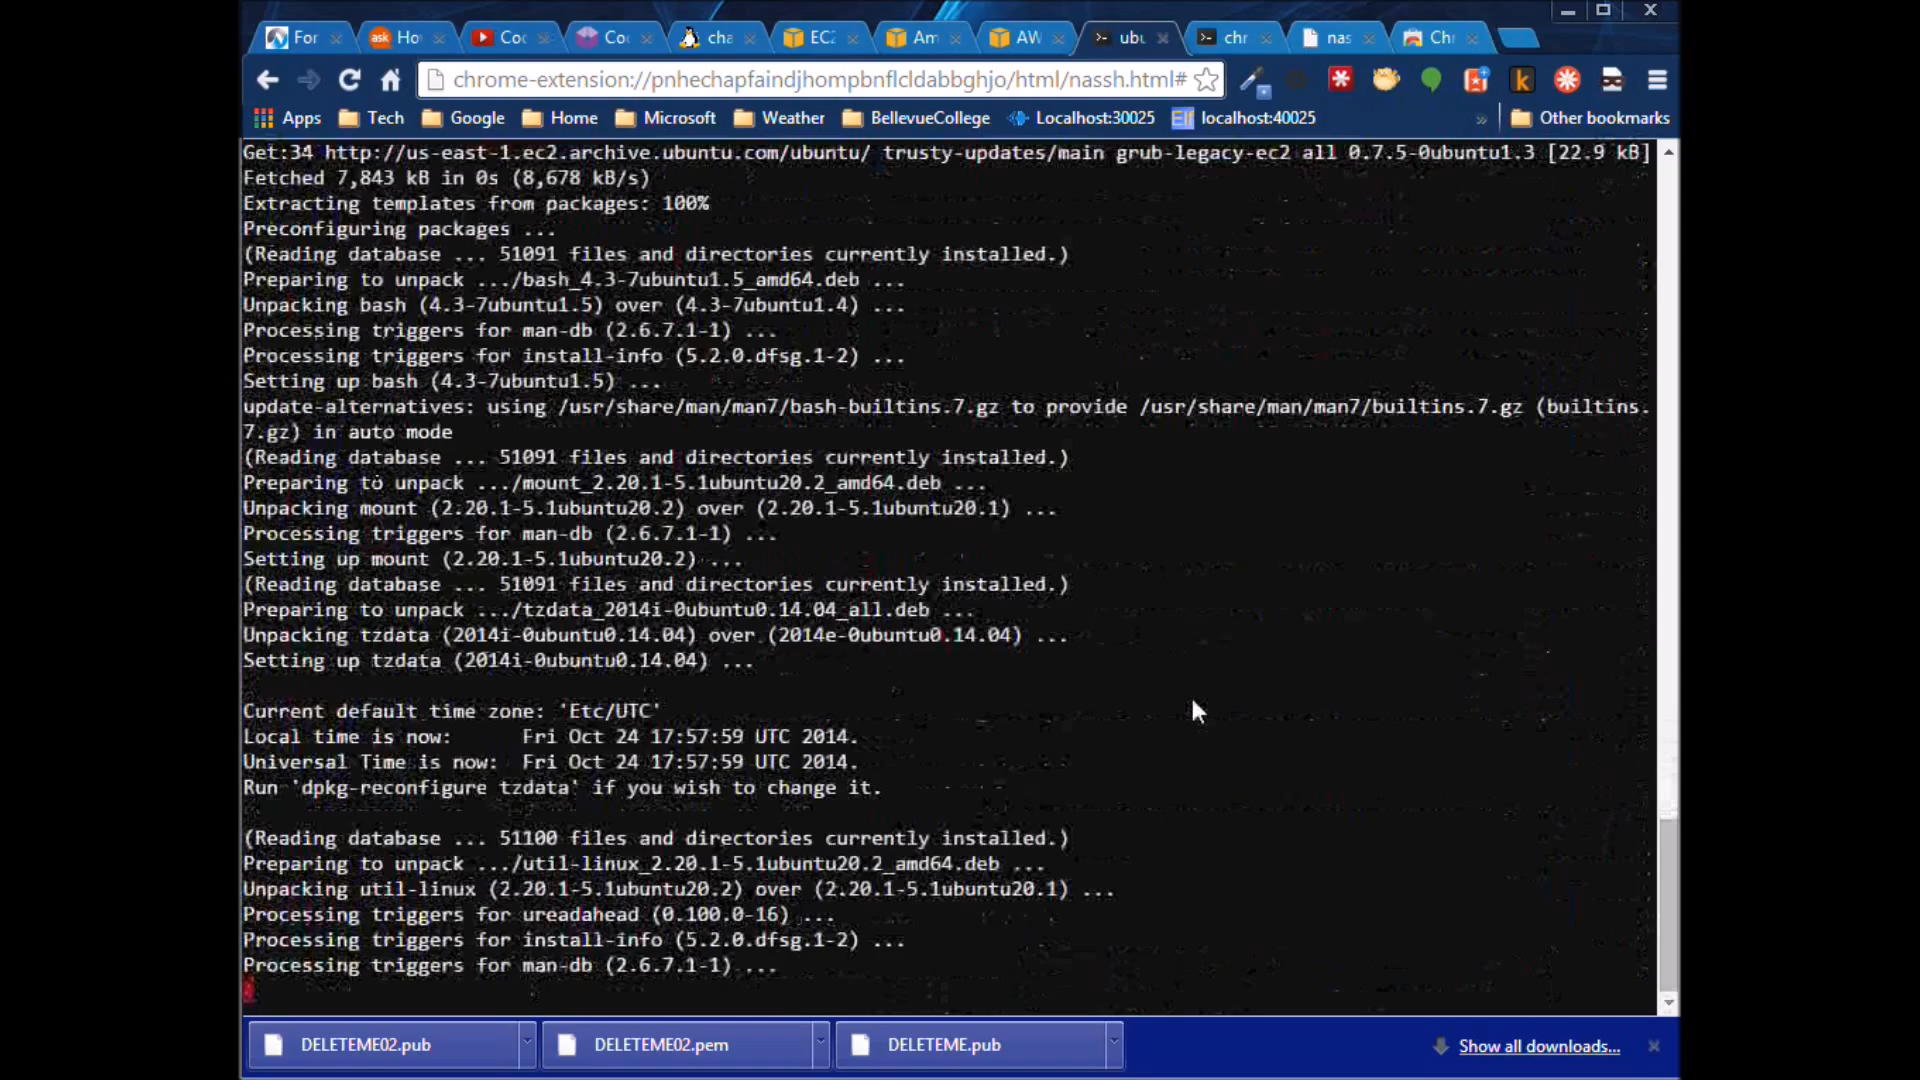 For
Ho
Coc
Co
cha
EC2
Am
AW
ubu
chr
nas
Chr
chrome-extension://pnhechapfaindjhompbnflcldabbghjo/html/nassh.html#
Apps
Tech
Google
Home
Microsoft
Weather
BellevueCollege
Localhost:30025
localhost:40025
Other bookmarks
Get:34 http://us-east-1.ec2.archive.ubuntu.com/ubuntu/ trusty-updates/main grub-legacy-ec2 all 0.7.5-0ubuntu1.3 [22.9 kB]
Fetched 7,843 kB in 0s (8,678 kB/s)
Extracting templates from packages: 100%
Preconfiguring packages ...
(Reading database ... 51091 files and directories currently installed.)
Preparing to unpack .../bash_4.3-7ubuntu1.5_amd64.deb ...
Unpacking bash (4.3-7ubuntu1.5) over (4.3-7ubuntu1.4) ...
Processing triggers for man-db (2.6.7.1-1) ...
Processing triggers for install-info (5.2.0.dfsg.1-2) ...
Setting up bash (4.3-7ubuntu1.5) ...
update-alternatives: using /usr/share/man/man7/bash-builtins.7.gz to provide /usr/share/man/man7/builtins.7.gz (builtins.
7.gz) in auto mode
(Reading database ... 51091 files and directories currently installed.)
Preparing to unpack .../mount_2.20.1-5.1ubuntu20.2_amd64.deb ...
Unpacking mount (2.20.1-5.1ubuntu20.2) over (2.20.1-5.1ubuntu20.1) ...
Processing triggers for man-db (2.6.7.1-1) ...
Setting up mount (2.20.1-5.1ubuntu20.2) ...
(Reading database ... 51091 files and directories currently installed.)
Preparing to unpack .../tzdata_2014i-0ubuntu0.14.04_all.deb ...
Unpacking tzdata (2014i-0ubuntu0.14.04) over (2014e-0ubuntu0.14.04) ...
Setting up tzdata (2014i-0ubuntu0.14.04) ...
Current default time zone: 'Etc/UTC'
Local time is now:      Fri Oct 24 17:57:59 UTC 2014.
Universal Time is now:  Fri Oct 24 17:57:59 UTC 2014.
Run 'dpkg-reconfigure tzdata' if you wish to change it.
(Reading database ... 51100 files and directories currently installed.)
Preparing to unpack .../util-linux_2.20.1-5.1ubuntu20.2_amd64.deb ...
Unpacking util-linux (2.20.1-5.1ubuntu20.2) over (2.20.1-5.1ubuntu20.1) ...
Processing triggers for ureadahead (0.100.0-16) ...
Processing triggers for install-info (5.2.0.dfsg.1-2) ...
Processing triggers for man-db (2.6.7.1-1) ...
DELETEME02.pub
DELETEME02.pem
DELETEME.pub
Show all downloads...